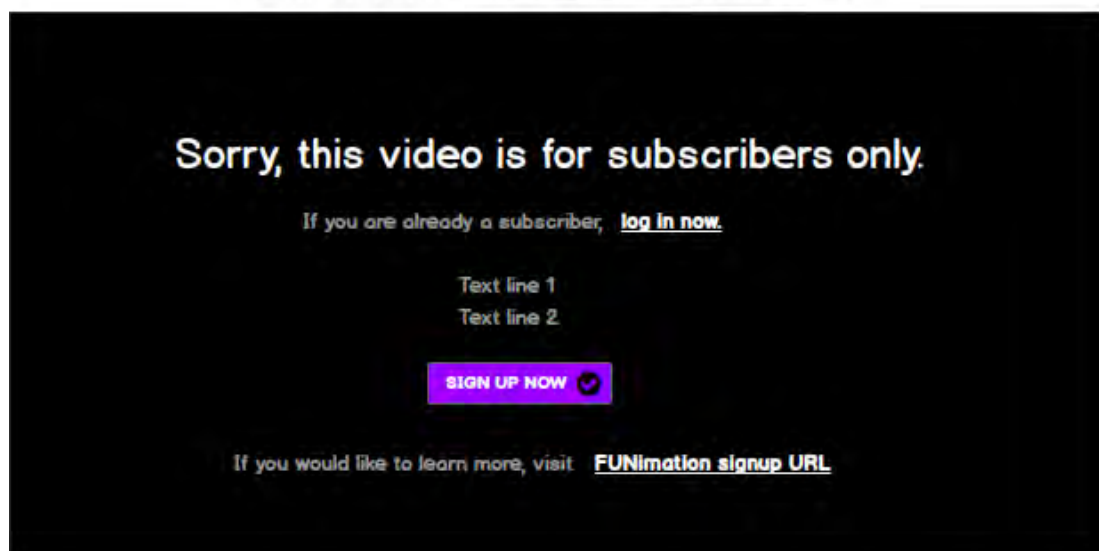 Sorry, this video is for subscribers only.
If you are already a subscriber, log in now.
Text line 1
Text line 2
SIGN UP NOW
If you would like to learn more, visit FUNimation signup URL